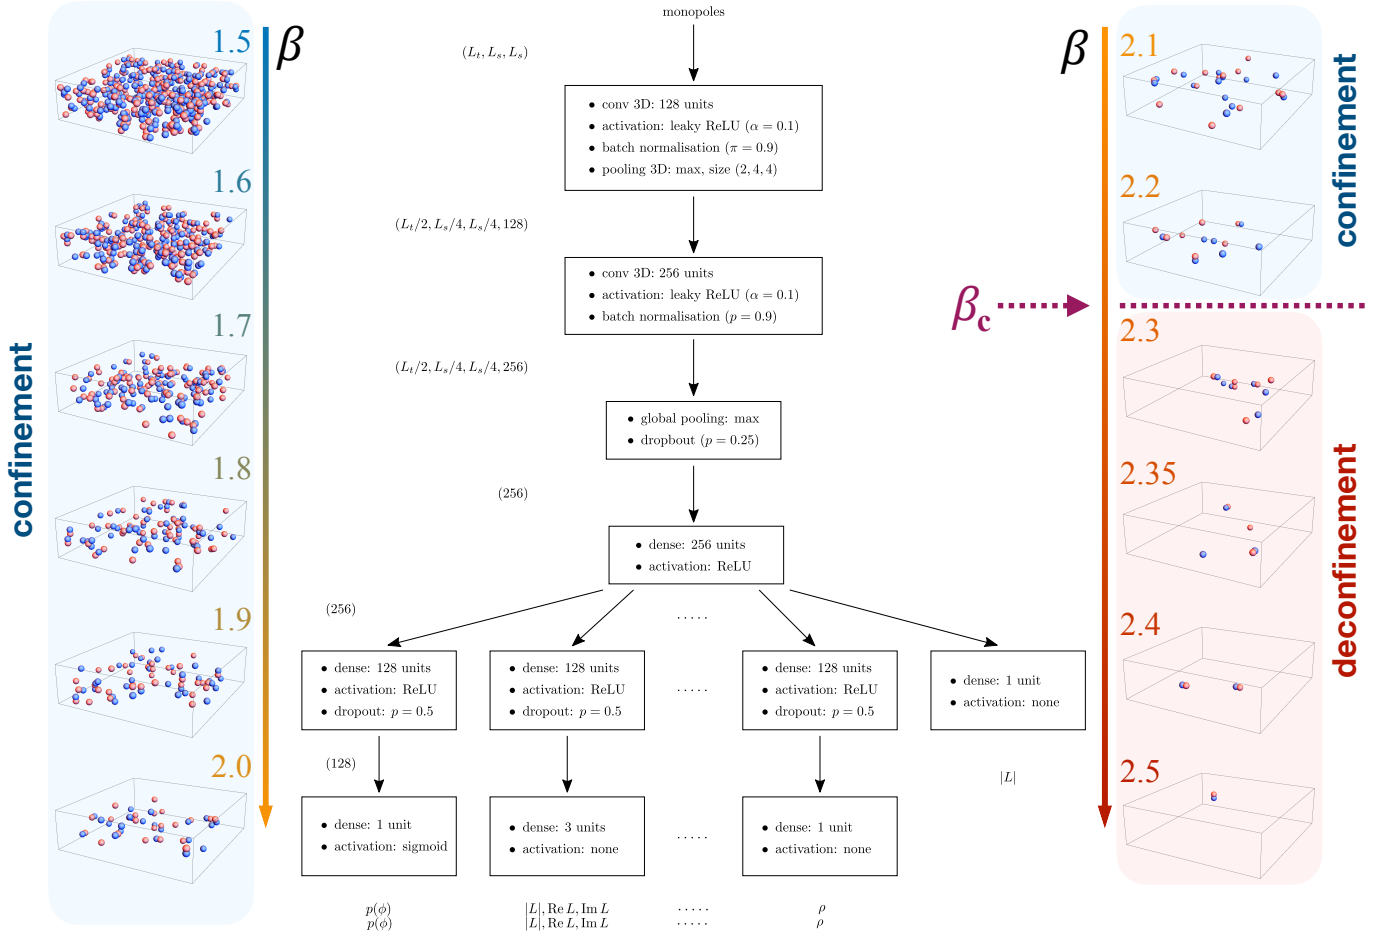 confinement
1.5
1.6
1.7
1.8
1.9
2.0
β
monopoles
(L_t, L_s, L_s)
• conv 3D: 128 units
• activation: leaky ReLU (α = 0.1)
• batch normalisation (π = 0.9)
• pooling 3D: max, size (2, 4, 4)
(L_t/2, L_s/4, L_s/4, 128)
• conv 3D: 256 units
• activation: leaky ReLU (α = 0.1)
• batch normalisation (p = 0.9)
(L_t/2, L_s/4, L_s/4, 256)
• global pooling: max
• dropbout (p = 0.25)
(256)
• dense: 256 units
• activation: ReLU
(256)
.....
• dense: 128 units
• activation: ReLU
• dropout: p = 0.5
• dense: 128 units
• activation: ReLU
• dropout: p = 0.5
.....
• dense: 128 units
• activation: ReLU
• dropout: p = 0.5
• dense: 1 unit
• activation: none
(128)
|L|
• dense: 1 unit
• activation: sigmoid
• dense: 3 units
• activation: none
.....
• dense: 1 unit
• activation: none
p(ϕ)
|L|, Re L, Im L
.....
ρ
p(ϕ)
|L|, Re L, Im L
.....
ρ
β
2.1
2.2
β_c
2.3
2.35
2.4
2.5
confinement
deconfinement